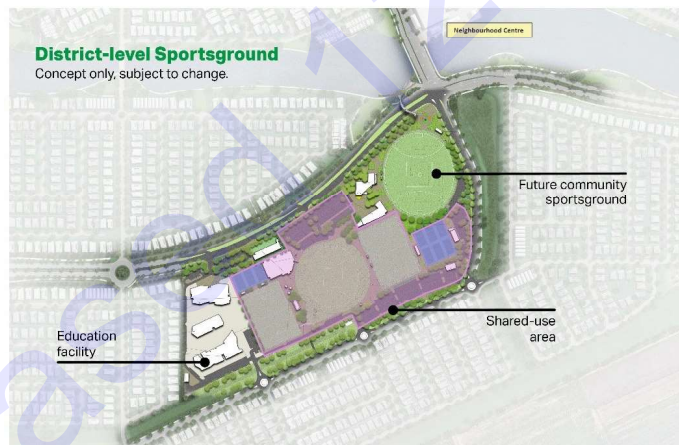 Neighbourhood Centre
District-level Sportsground
Concept only, subject to change.
Future community
sportsground
Shared-use
area
Education
facility